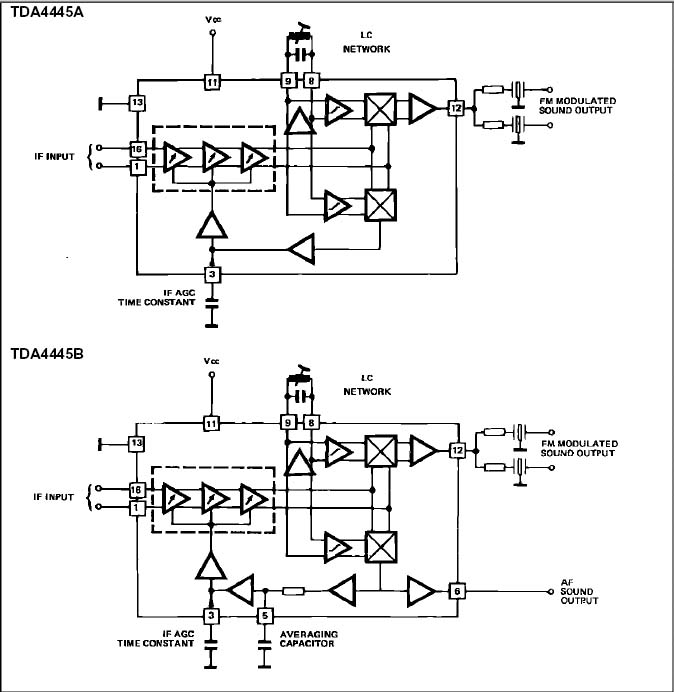 TDA4445A
Vcc
LC
NETWORK
11
9
8
13
12
FM MODULATED
SOUND OUTPUT
16
IF INPUT
1
3
IF AGC
TIME CONSTANT
TDA4445B
Vcc
LC
NETWORK
11
9
8
13
12
FM MODULATED
SOUND OUTPUT
16
IF INPUT
1
AF
SOUND
OUTPUT
6
3
5
IF AGC
TIME CONSTANT
AVERAGING
CAPACITOR